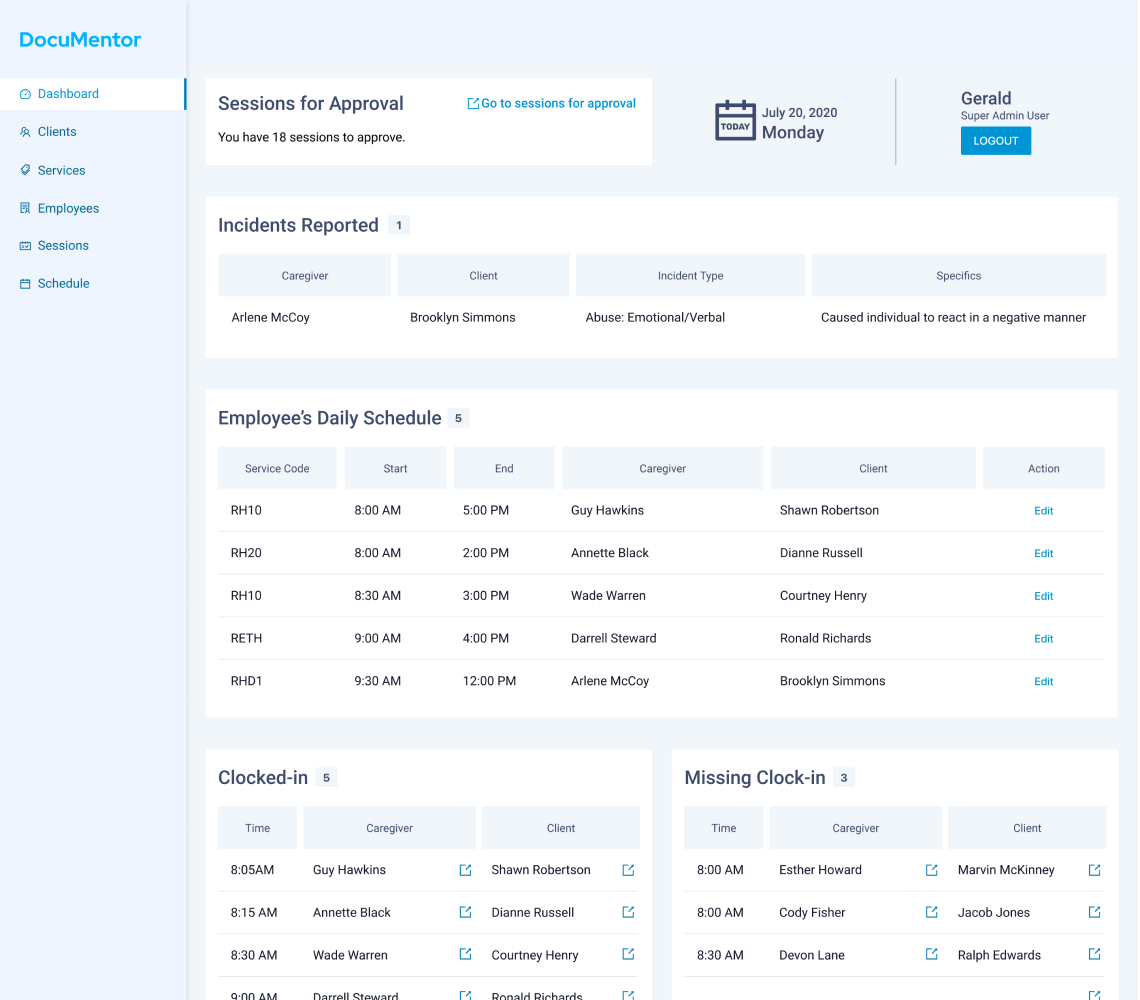 DocuMentor
Dashboard
Clients
Services
Employees
Sessions
Schedule
Sessions for Approval
Go to sessions for approval
You have 18 sessions to approve.
TODAY
July 20, 2020
Monday
Gerald
Super Admin User
LOGOUT
Incidents Reported 1
Caregiver Client Incident Type Specifics
Arlene McCoy Brooklyn Simmons Abuse: Emotional/Verbal Caused individual to react in a negative manner
Employee’s Daily Schedule 5
Service Code Start End Caregiver Client Action
RH10 8:00 AM 5:00 PM Guy Hawkins Shawn Robertson Edit
RH20 8:00 AM 2:00 PM Annette Black Dianne Russell Edit
RH10 8:30 AM 3:00 PM Wade Warren Courtney Henry Edit
RETH 9:00 AM 4:00 PM Darrell Steward Ronald Richards Edit
RHD1 9:30 AM 12:00 PM Arlene McCoy Brooklyn Simmons Edit
Clocked-in 5
Time Caregiver Client
8:05AM Guy Hawkins Shawn Robertson
8:15 AM Annette Black Dianne Russell
8:30 AM Wade Warren Courtney Henry
9:00 AM Darrell Steward Ronald Richards
Missing Clock-in 3
Time Caregiver Client
8:00 AM Esther Howard Marvin McKinney
8:00 AM Cody Fisher Jacob Jones
8:30 AM Devon Lane Ralph Edwards